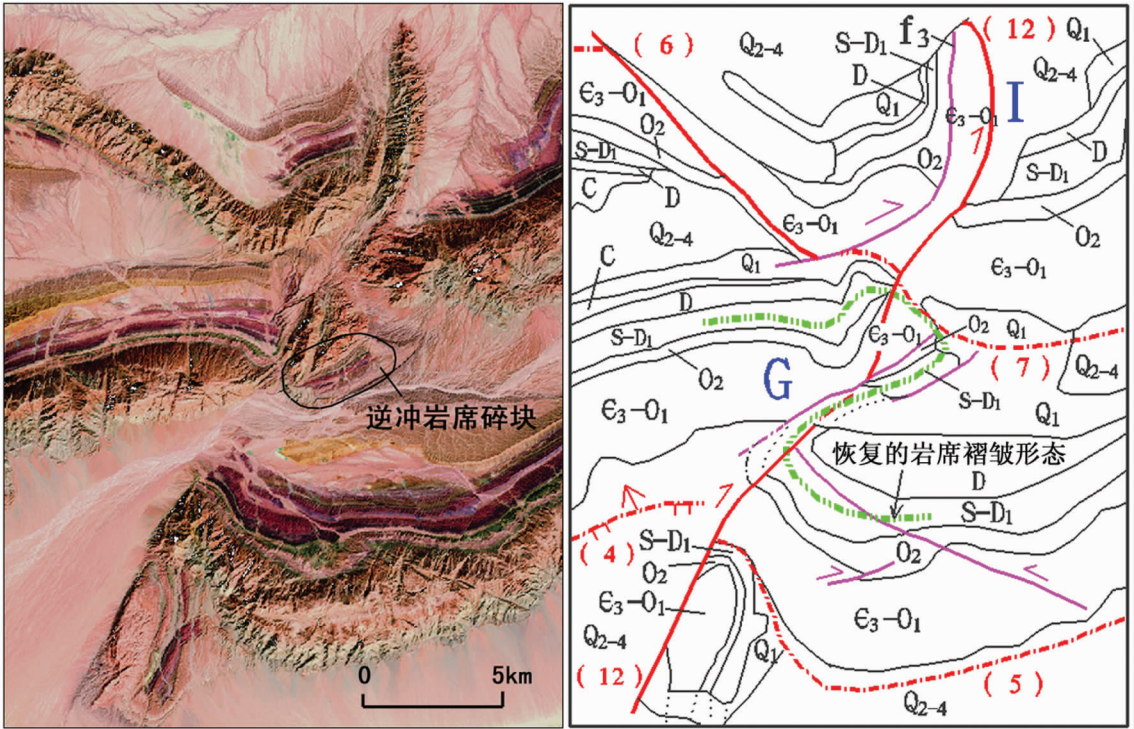 逆冲岩席碎块
0
5km
( 6 )
Q2-4
S-D1
f3
( 12 )
Q1
Є3-O1
D
Q1
Q2-4
Є3-O1
I
O2
O2
D
S-D1
S-D1
C
D
Є3-O1
O2
Q2-4
Q1
Є3-O1
C
D
Є3-O1
O2
Q1
S-D1
( 7 )
O2
G
Q2-4
S-D1
Є3-O1
Q1
恢复的岩席褶皱形态
D
S-D1
( 4 )
S-D1
O2
O2
Є3-O1
Є3-O1
Q2-4
Q1
( 12 )
( 5 )
Q2-4